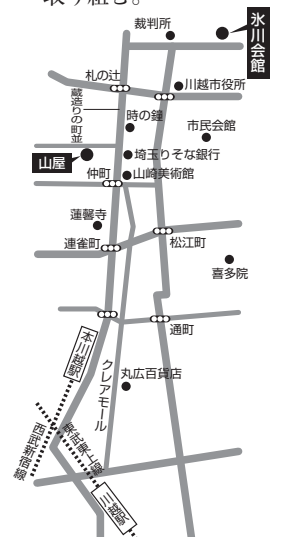 取り組む。
裁判所
氷川会館
札の辻
川越市役所
蔵造りの町並
時の鐘
市民会館
埼玉りそな銀行
山屋
仲町
山崎美術館
蓮馨寺
連雀町
松江町
喜多院
通町
本川越駅
クレアモール
丸広百貨店
西武新宿線
東武東上線
川越駅